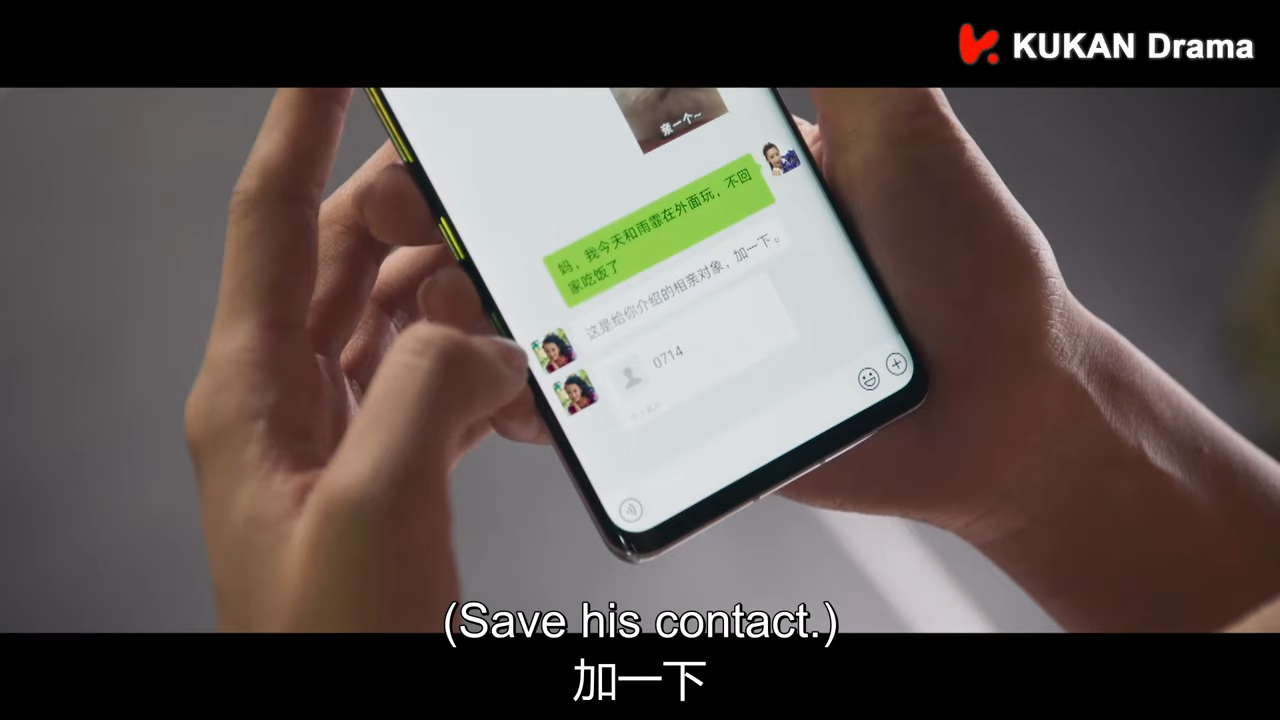 KUKAN Drama
亲一个~
妈，我今天和雨霏在外面玩，不回
家吃饭了
这是给你介绍的相亲对象，加一下。
0714
(Save his contact.)
加一下